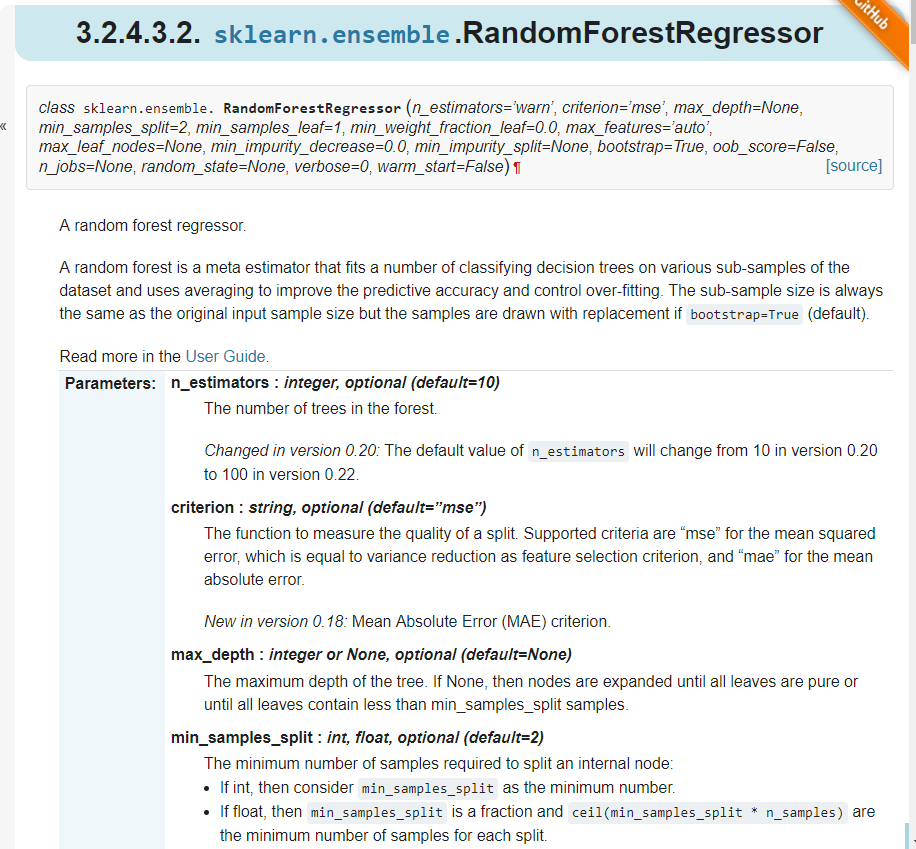 GitHub
3.2.4.3.2. sklearn.ensemble.RandomForestRegressor
«
class sklearn.ensemble. RandomForestRegressor (n_estimators=’warn’, criterion=’mse’, max_depth=None,
min_samples_split=2, min_samples_leaf=1, min_weight_fraction_leaf=0.0, max_features=’auto’,
max_leaf_nodes=None, min_impurity_decrease=0.0, min_impurity_split=None, bootstrap=True, oob_score=False,
n_jobs=None, random_state=None, verbose=0, warm_start=False)¶ [source]
A random forest regressor.
A random forest is a meta estimator that fits a number of classifying decision trees on various sub-samples of the
dataset and uses averaging to improve the predictive accuracy and control over-fitting. The sub-sample size is always
the same as the original input sample size but the samples are drawn with replacement if bootstrap=True (default).
Read more in the User Guide.
Parameters: n_estimators : integer, optional (default=10)
The number of trees in the forest.
Changed in version 0.20: The default value of n_estimators will change from 10 in version 0.20
to 100 in version 0.22.
criterion : string, optional (default=”mse”)
The function to measure the quality of a split. Supported criteria are “mse” for the mean squared
error, which is equal to variance reduction as feature selection criterion, and “mae” for the mean
absolute error.
New in version 0.18: Mean Absolute Error (MAE) criterion.
max_depth : integer or None, optional (default=None)
The maximum depth of the tree. If None, then nodes are expanded until all leaves are pure or
until all leaves contain less than min_samples_split samples.
min_samples_split : int, float, optional (default=2)
The minimum number of samples required to split an internal node:
• If int, then consider min_samples_split as the minimum number.
• If float, then min_samples_split is a fraction and ceil(min_samples_split * n_samples) are
the minimum number of samples for each split.